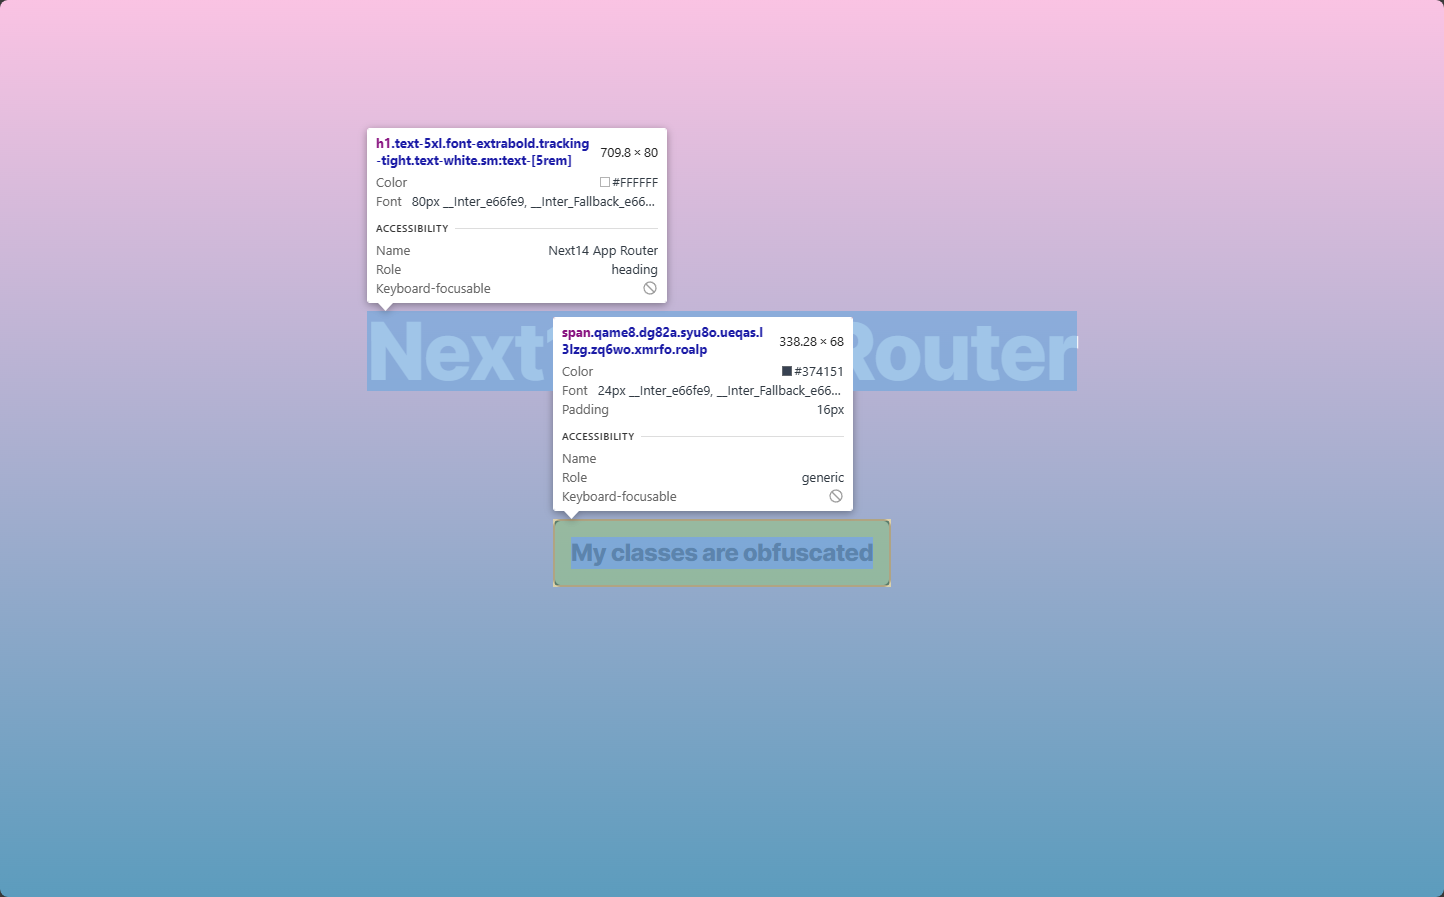 h1.text-5xl.font-extrabold.tracking
-tight.text-white.sm:text-[5rem]
709.8 × 80
Color #FFFFFF
Font 80px __Inter_e66fe9, __Inter_Fallback_e66...
ACCESSIBILITY
Name Next14 App Router
Role heading
Keyboard-focusable
Next Router
span.qame8.dg82a.syu8o.ueqas.l
3lzg.zq6wo.xmrfo.roalp
338.28 × 68
Color #374151
Font 24px __Inter_e66fe9, __Inter_Fallback_e66...
Padding 16px
ACCESSIBILITY
Name
Role generic
Keyboard-focusable
My classes are obfuscated